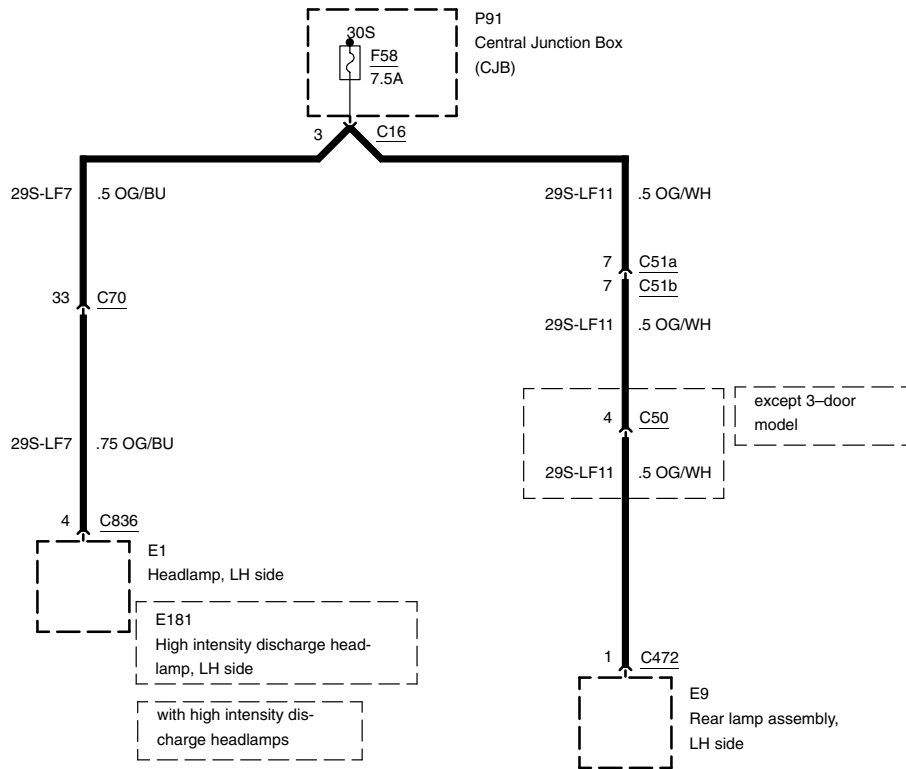 P91
Central Junction Box
(CJB)
30S
F58
7.5A
3
C16
29S-LF7
.5 OG/BU
29S-LF11
.5 OG/WH
7
C51a
7
C51b
33
C70
29S-LF11
.5 OG/WH
except 3–door
model
4
C50
29S-LF7
.75 OG/BU
29S-LF11
.5 OG/WH
4
C836
E1
Headlamp, LH side
E181
High intensity discharge head-
lamp, LH side
with high intensity dis-
charge headlamps
1
C472
E9
Rear lamp assembly,
LH side